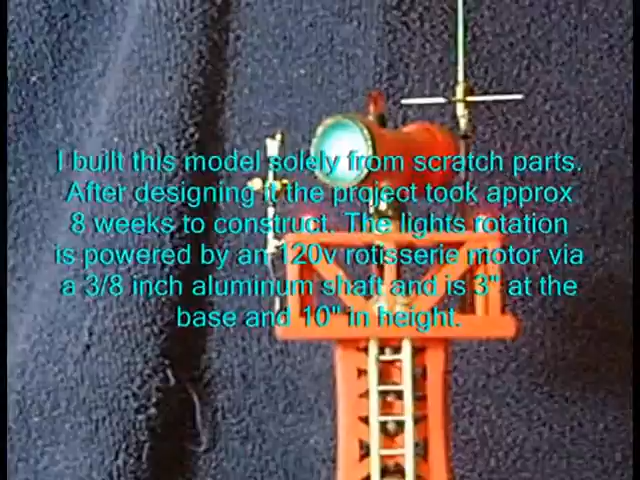 I built this model solely from scratch parts.
After designing it the project took approx
8 weeks to construct. The lights rotation
is powered by an 120v rotisserie motor via
a 3/8 inch aluminum shaft and is 3" at the
base and 10" in height.